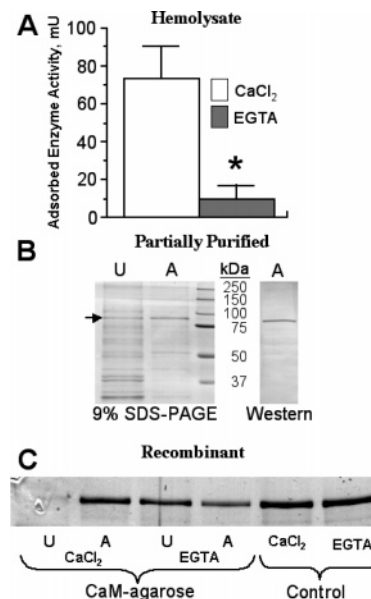 A
Hemolysate
Adsorbed Enzyme Activity, mU
100
80
60
40
20
0
CaCl₂
EGTA
*
B
Partially Purified
U A kDa A
250
150
100
75
50
37
9% SDS-PAGE Western
C
Recombinant
U A U A CaCl₂ EGTA
CaCl₂ EGTA
CaM-agarose Control